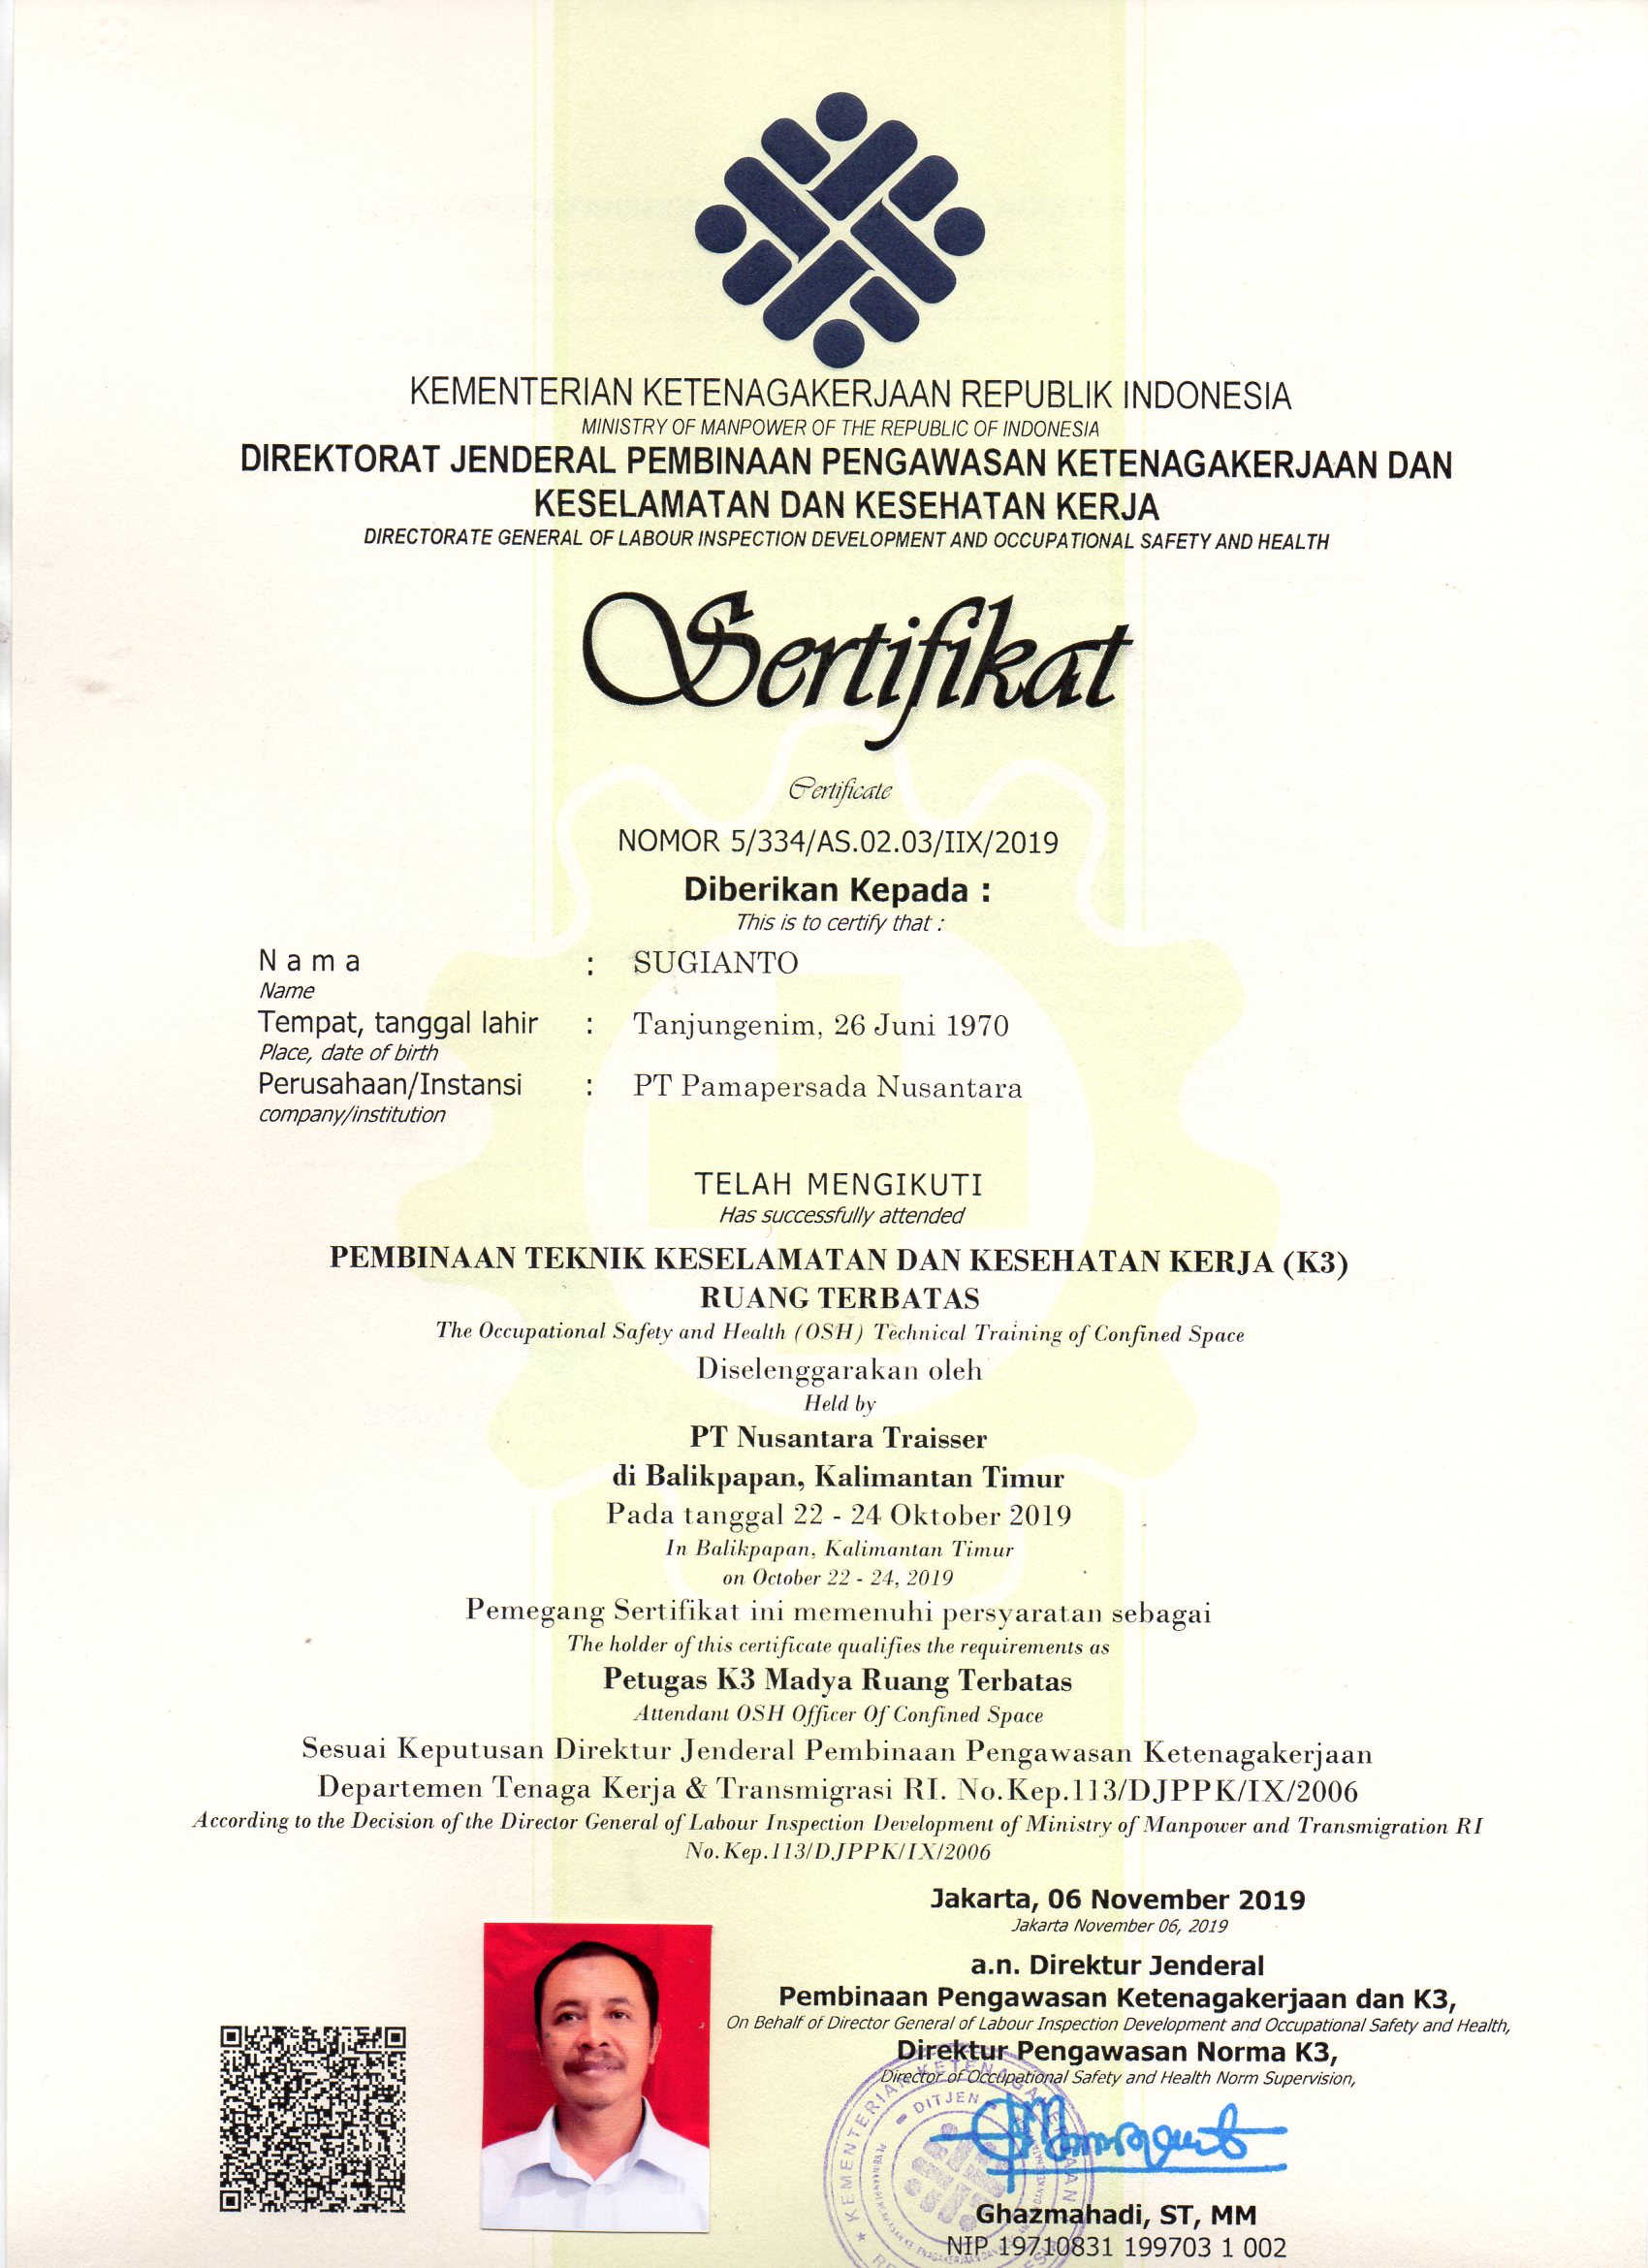 KEMENTERIAN KETENAGAKERJAAN REPUBLIK INDONESIA
MINISTRY OF MANPOWER OF THE REPUBLIC OF INDONESIA
DIREKTORAT JENDERAL PEMBINAAN PENGAWASAN KETENAGAKERJAAN DAN
KESELAMATAN DAN KESEHATAN KERJA
DIRECTORATE GENERAL OF LABOUR INSPECTION DEVELOPMENT AND OCCUPATIONAL SAFETY AND HEALTH
Sertifikat
Certificate
NOMOR 5/334/AS.02.03/IIX/2019
Diberikan Kepada :
This is to certify that :
N a m a : SUGIANTO
Name
Tempat, tanggal lahir : Tanjungenim, 26 Juni 1970
Place, date of birth
Perusahaan/Instansi : PT Pamapersada Nusantara
company/institution
TELAH MENGIKUTI
Has successfully attended
PEMBINAAN TEKNIK KESELAMATAN DAN KESEHATAN KERJA (K3)
RUANG TERBATAS
The Occupational Safety and Health (OSH) Technical Training of Confined Space
Diselenggarakan oleh
Held by
PT Nusantara Traisser
di Balikpapan, Kalimantan Timur
Pada tanggal 22 - 24 Oktober 2019
In Balikpapan, Kalimantan Timur
on October 22 - 24, 2019
Pemegang Sertifikat ini memenuhi persyaratan sebagai
The holder of this certificate qualifies the requirements as
Petugas K3 Madya Ruang Terbatas
Attendant OSH Officer Of Confined Space
Sesuai Keputusan Direktur Jenderal Pembinaan Pengawasan Ketenagakerjaan
Departemen Tenaga Kerja & Transmigrasi RI. No.Kep.113/DJPPK/IX/2006
According to the Decision of the Director General of Labour Inspection Development of Ministry of Manpower and Transmigration RI
No.Kep.113/DJPPK/IX/2006
Jakarta, 06 November 2019
Jakarta November 06, 2019
a.n. Direktur Jenderal
Pembinaan Pengawasan Ketenagakerjaan dan K3,
On Behalf of Director General of Labour Inspection Development and Occupational Safety and Health,
Direktur Pengawasan Norma K3,
Director of Occupational Safety and Health Norm Supervision,
KEMENTERIAN KETENAGAKERJAAN
DITJEN
Ghazmahadi, ST, MM
NIP 19710831 199703 1 002